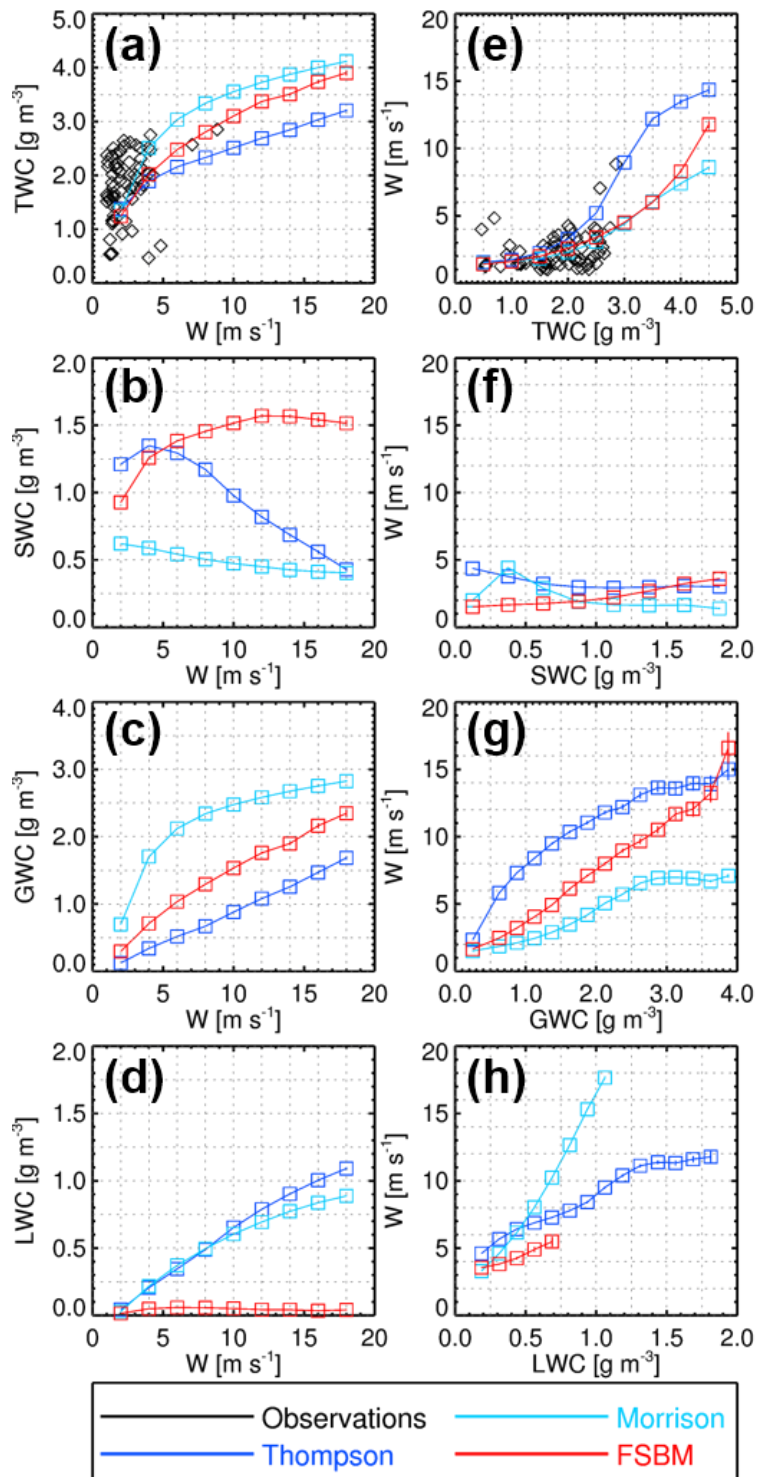 (a)
TWC [g m⁻³]
5.0
4.0
3.0
2.0
1.0
0.0
0 5 10 15 20
W [m s⁻¹]
(e)
W [m s⁻¹]
20
15
10
5
0
0.0 1.0 2.0 3.0 4.0 5.0
TWC [g m⁻³]
(b)
SWC [g m⁻³]
2.0
1.5
1.0
0.5
0.0
0 5 10 15 20
W [m s⁻¹]
(f)
W [m s⁻¹]
20
15
10
5
0
0.0 0.5 1.0 1.5 2.0
SWC [g m⁻³]
(c)
GWC [g m⁻³]
4.0
3.0
2.0
1.0
0.0
0 5 10 15 20
W [m s⁻¹]
(g)
W [m s⁻¹]
20
15
10
5
0
0.0 1.0 2.0 3.0 4.0
GWC [g m⁻³]
(d)
LWC [g m⁻³]
2.0
1.5
1.0
0.5
0.0
0 5 10 15 20
W [m s⁻¹]
(h)
W [m s⁻¹]
20
15
10
5
0
0.0 0.5 1.0 1.5 2.0
LWC [g m⁻³]
Observations Morrison
Thompson FSBM